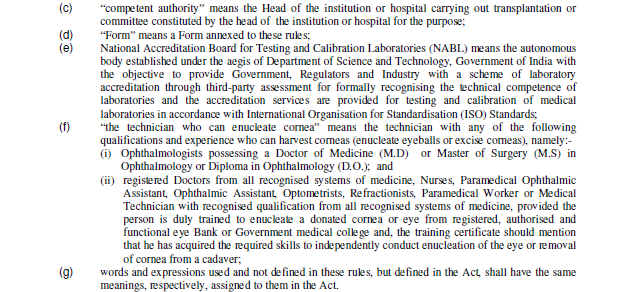 (c) "competent authority" means the Head of the institution or hospital carrying out transplantation or
committee constituted by the head of the institution or hospital for the purpose;
(d) "Form" means a Form annexed to these rules;
(e) National Accreditation Board for Testing and Calibration Laboratories (NABL) means the autonomous
body established under the aegis of Department of Science and Technology, Government of India with
the objective to provide Government, Regulators and Industry with a scheme of laboratory
accreditation through third-party assessment for formally recognising the technical competence of
laboratories and the accreditation services are provided for testing and calibration of medical
laboratories in accordance with International Organisation for Standardisation (ISO) Standards;
(f) "the technician who can enucleate cornea" means the technician with any of the following
qualifications and experience who can harvest corneas (enucleate eyeballs or excise corneas), namely:-
(i) Ophthalmologists possessing a Doctor of Medicine (M.D) or Master of Surgery (M.S) in
Ophthalmology or Diploma in Ophthalmology (D.O.); and
(ii) registered Doctors from all recognised systems of medicine, Nurses, Paramedical Ophthalmic
Assistant, Ophthalmic Assistant, Optometrists, Refractionists, Paramedical Worker or Medical
Technician with recognised qualification from all recognised systems of medicine, provided the
person is duly trained to enucleate a donated cornea or eye from registered, authorised and
functional eye Bank or Government medical college and, the training certificate should mention
that he has acquired the required skills to independently conduct enucleation of the eye or removal
of cornea from a cadaver;
(g) words and expressions used and not defined in these rules, but defined in the Act, shall have the same
meanings, respectively, assigned to them in the Act.